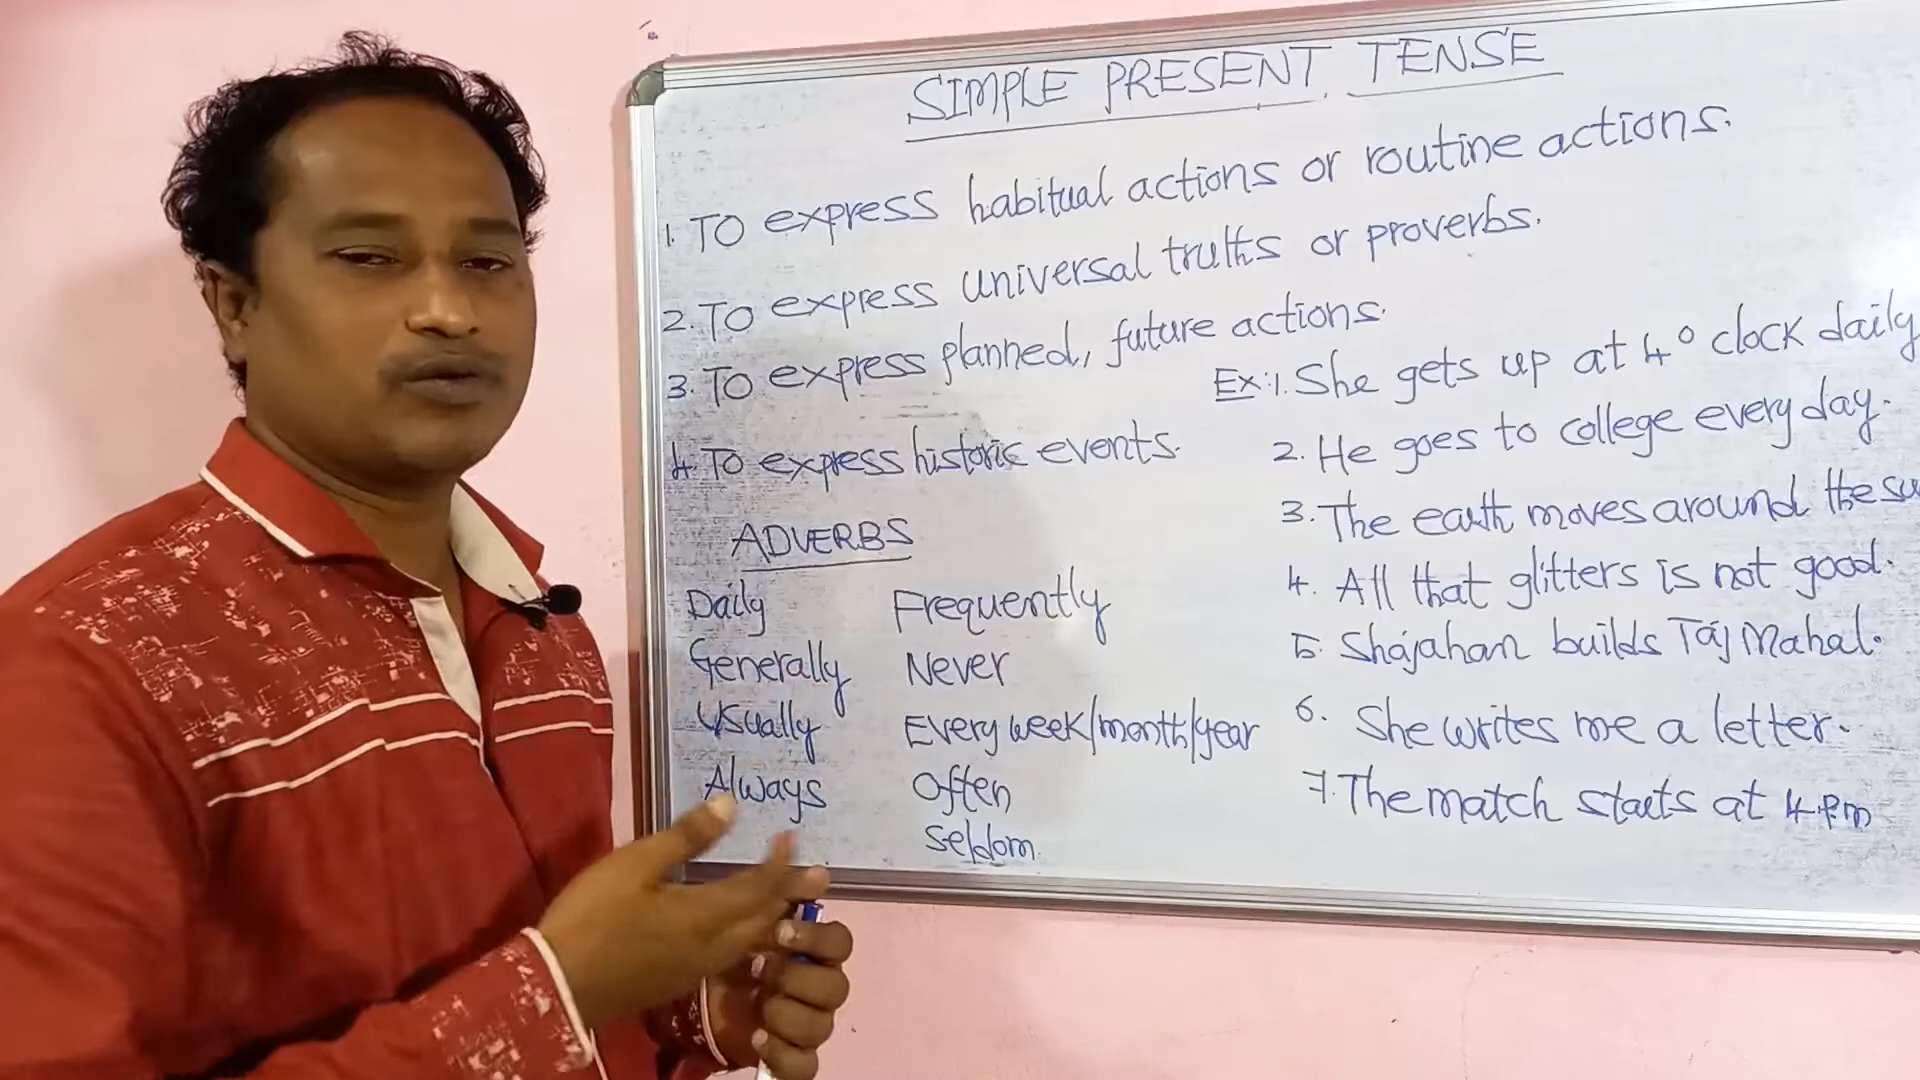 SIMPLE PRESENT TENSE
1. To express habitual actions or routine actions.
2. To express universal truths or proverbs.
3. To express planned, future actions.
4. To express historic events.
ADVERBS
Daily
Generally
Usually
Always
Frequently
Never
Every week/month/year
Often
seldom
Ex:1. She gets up at 4° clock daily
2. He goes to college every day.
3. The earth moves around the su
4. All that glitters is not good.
5. Shajahan builds Taj Mahal.
6. She writes me a letter.
7. The match starts at 4 pm